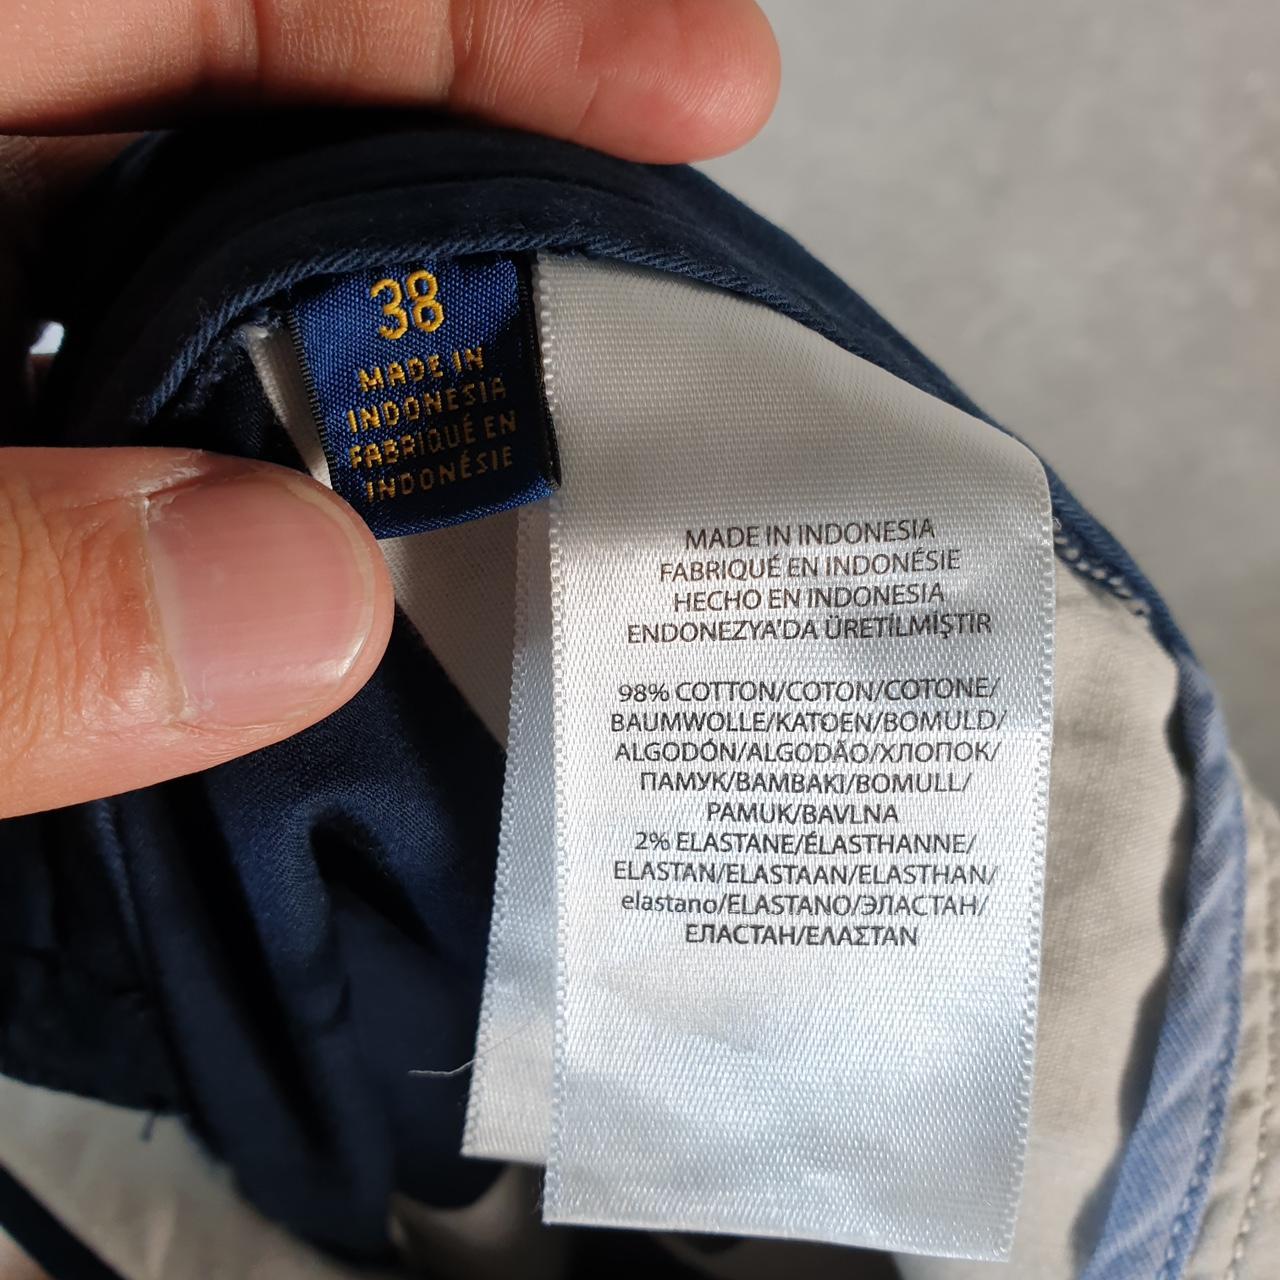 38
MADE IN
INDONESIA
FABRIQUÉ EN
INDONÉSIE
MADE IN INDONESIA
FABRIQUÉ EN INDONÉSIE
HECHO EN INDONESIA
ENDONEZYA'DA ÜRETİLMİŞTİR
98% COTTON/COTON/COTONE/
BAUMWOLLE/KATOEN/BOMULD/
ALGODÓN/ALGODÃO/ХЛОПОК/
ПАМУК/ΒΑΜΒΑΚΙ/BOMULL/
PAMUK/BAVLNA
2% ELASTANE/ÉLASTHANNE/
ELASTAN/ELASTAAN/ELASTHAN/
elastano/ELASTANO/ЭЛАСТАН/
ЕЛАСТАН/ΕΛΑΣΤΑΝ